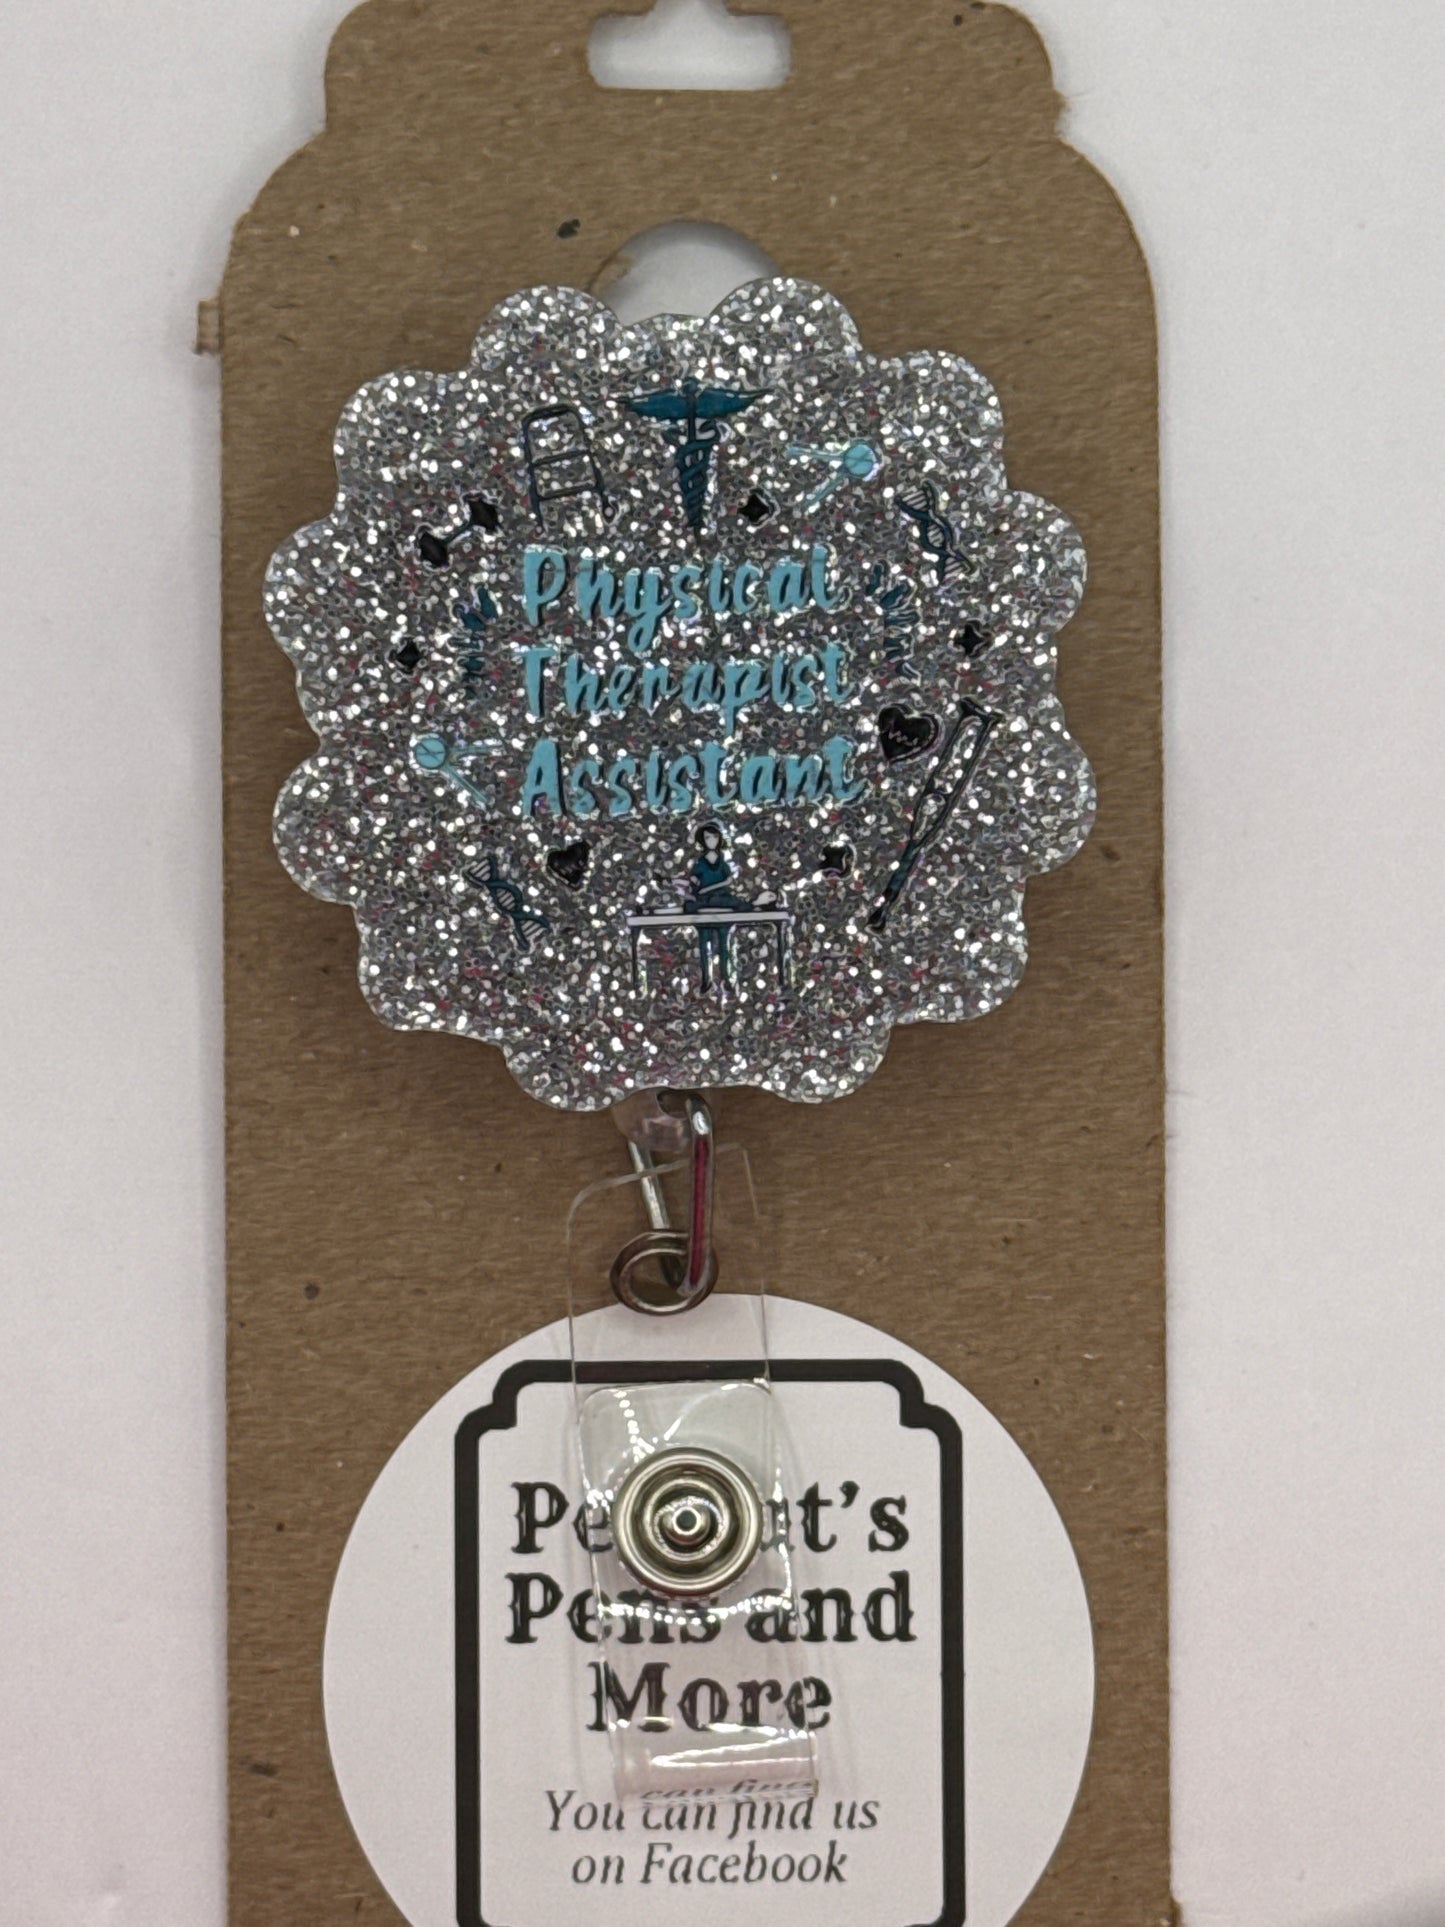 Physical
Therapist
Assistant
Pens and
More
You can find us
on Facebook